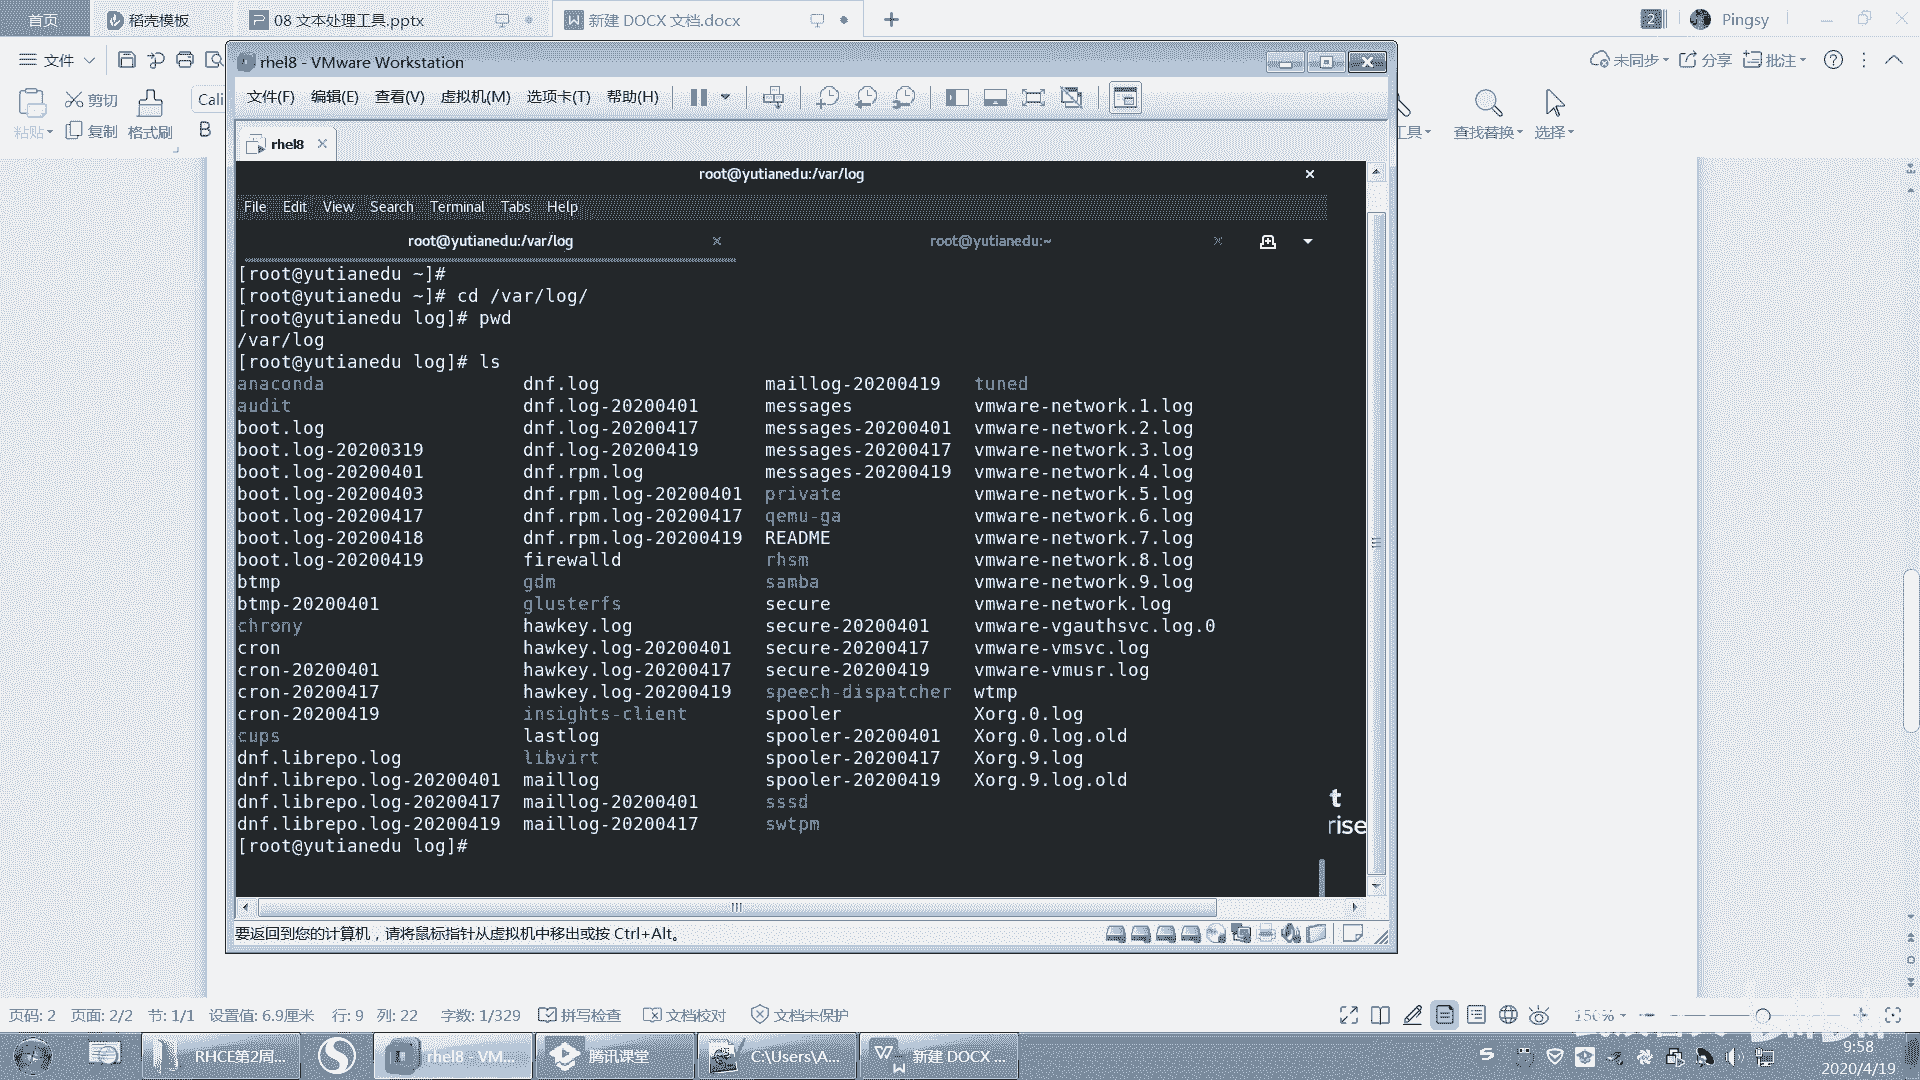 首页 稻壳模板 08 文本处理工具.pptx 新建 DOCX 文档.docx 2 Pingsy
文件 未同步 分享 批注
粘贴 剪切 复制 格式刷 Cali B 工具 查找替换 选择
rhel8 - VMware Workstation
文件(F) 编辑(E) 查看(V) 虚拟机(M) 选项卡(T) 帮助(H)
rhel8
root@yutianedu:/var/log
File Edit View Search Terminal Tabs Help
root@yutianedu:/var/log root@yutianedu:~
[root@yutianedu ~]#
[root@yutianedu ~]# cd /var/log/
[root@yutianedu log]# pwd
/var/log
[root@yutianedu log]# ls
anaconda dnf.log maillog-20200419 tuned
audit dnf.log-20200401 messages vmware-network.1.log
boot.log dnf.log-20200417 messages-20200401 vmware-network.2.log
boot.log-20200319 dnf.log-20200419 messages-20200417 vmware-network.3.log
boot.log-20200401 dnf.rpm.log messages-20200419 vmware-network.4.log
boot.log-20200403 dnf.rpm.log-20200401 private vmware-network.5.log
boot.log-20200417 dnf.rpm.log-20200417 qemu-ga vmware-network.6.log
boot.log-20200418 dnf.rpm.log-20200419 README vmware-network.7.log
boot.log-20200419 firewalld rhsm vmware-network.8.log
btmp gdm samba vmware-network.9.log
btmp-20200401 glusterfs secure vmware-network.log
chrony hawkey.log secure-20200401 vmware-vgauthsvc.log.0
cron hawkey.log-20200401 secure-20200417 vmware-vmsvc.log
cron-20200401 hawkey.log-20200417 secure-20200419 vmware-vmusr.log
cron-20200417 hawkey.log-20200419 speech-dispatcher wtmp
cron-20200419 insights-client spooler Xorg.0.log
cups lastlog spooler-20200401 Xorg.0.log.old
dnf.librepo.log libvirt spooler-20200417 Xorg.9.log
dnf.librepo.log-20200401 maillog spooler-20200419 Xorg.9.log.old
dnf.librepo.log-20200417 maillog-20200401 sssd
dnf.librepo.log-20200419 maillog-20200417 swtpm
[root@yutianedu log]#
t
rise
要返回到您的计算机，请将鼠标指针从虚拟机中移出或按 Ctrl+Alt。
页码: 2 页面: 2/2 节: 1/1 设置值: 6.9厘米 行: 9 列: 22 字数: 1/329 拼写检查 文档校对 文档未保护 150%
RHCE第2周... rhel8 - VM... 腾讯课堂 C:\Users\A... 新建 DOCX ... 9:58
2020/4/19